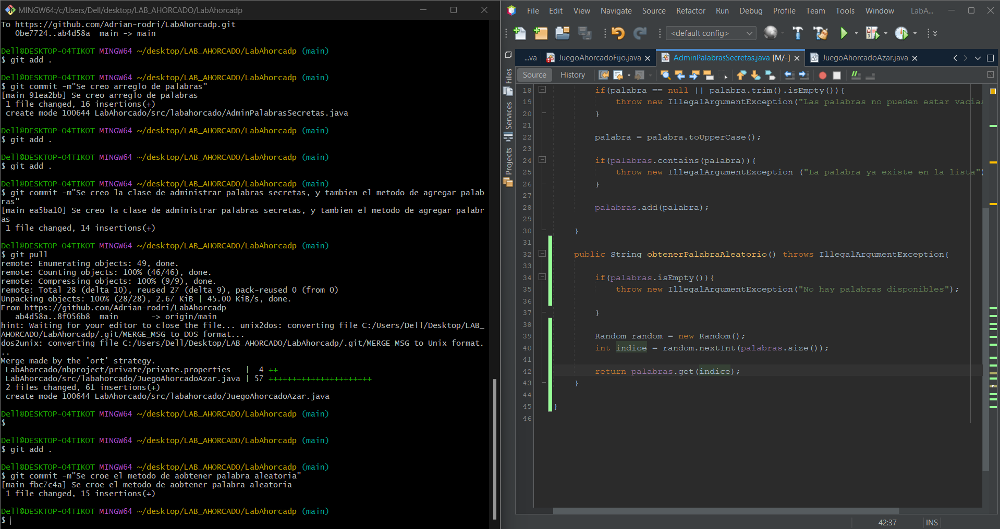 MINGW64:/c/Users/Dell/desktop/LAB_AHORCADO/LabAhorcadp
To https://github.com/Adrian-rodri/LabAhorcadp.git
   0be7724..ab4d58a  main -> main
Dell@DESKTOP-O4TIKOT MINGW64 ~/desktop/LAB_AHORCADO/LabAhorcadp (main)
$ git add .
Dell@DESKTOP-O4TIKOT MINGW64 ~/desktop/LAB_AHORCADO/LabAhorcadp (main)
$ git commit -m"Se creo arreglo de palabras"
[main 91ea2bb] Se creo arreglo de palabras
 1 file changed, 16 insertions(+)
 create mode 100644 LabAhorcado/src/labahorcado/AdminPalabrasSecretas.java
Dell@DESKTOP-O4TIKOT MINGW64 ~/desktop/LAB_AHORCADO/LabAhorcadp (main)
$ git add .
Dell@DESKTOP-O4TIKOT MINGW64 ~/desktop/LAB_AHORCADO/LabAhorcadp (main)
$ git add .
Dell@DESKTOP-O4TIKOT MINGW64 ~/desktop/LAB_AHORCADO/LabAhorcadp (main)
$ git commit -m"Se creo la clase de administrar palabras secretas, y tambien el metodo de agregar palab
ras"
[main ea5ba10] Se creo la clase de administrar palabras secretas, y tambien el metodo de agregar palabr
as
 1 file changed, 14 insertions(+)
Dell@DESKTOP-O4TIKOT MINGW64 ~/desktop/LAB_AHORCADO/LabAhorcadp (main)
$ git pull
remote: Enumerating objects: 49, done.
remote: Counting objects: 100% (46/46), done.
remote: Compressing objects: 100% (9/9), done.
remote: Total 28 (delta 10), reused 27 (delta 9), pack-reused 0 (from 0)
Unpacking objects: 100% (28/28), 2.67 KiB | 45.00 KiB/s, done.
From https://github.com/Adrian-rodri/LabAhorcadp
   ab4d58a..8f056b8  main       -> origin/main
hint: Waiting for your editor to close the file... unix2dos: converting file C:/Users/Dell/Desktop/LAB_
AHORCADO/LabAhorcadp/.git/MERGE_MSG to DOS format...
dos2unix: converting file C:/Users/Dell/Desktop/LAB_AHORCADO/LabAhorcadp/.git/MERGE_MSG to Unix format.
..
Merge made by the 'ort' strategy.
 LabAhorcado/nbproject/private/private.properties   |  4 ++
 LabAhorcado/src/labahorcado/JuegoAhorcadoAzar.java | 57 ++++++++++++++++++++++
 2 files changed, 61 insertions(+)
 create mode 100644 LabAhorcado/src/labahorcado/JuegoAhorcadoAzar.java
Dell@DESKTOP-O4TIKOT MINGW64 ~/desktop/LAB_AHORCADO/LabAhorcadp (main)
$
Dell@DESKTOP-O4TIKOT MINGW64 ~/desktop/LAB_AHORCADO/LabAhorcadp (main)
$ git add .
Dell@DESKTOP-O4TIKOT MINGW64 ~/desktop/LAB_AHORCADO/LabAhorcadp (main)
$ git commit -m"Se croe el metodo de aobtener palabra aleatoria"
[main fbc7c4a] Se croe el metodo de aobtener palabra aleatoria
 1 file changed, 15 insertions(+)
Dell@DESKTOP-O4TIKOT MINGW64 ~/desktop/LAB_AHORCADO/LabAhorcadp (main)
$
File Edit View Navigate Source Refactor Run Debug Profile Team Tools Window LabA...
<default config>
...va JuegoAhorcadoFijo.java AdminPalabrasSecretas.java [M/-] JuegoAhorcadoAzar.java
Source History
Files
Services
Projects
18 if(palabra == null || palabra.trim().isEmpty()){
19 throw new IllegalArgumentException("Las palabras no pueden estar vacias
20 }
21
22 palabra = palabra.toUpperCase();
23
24 if(palabras.contains(palabra)){
25 throw new IllegalArgumentException ("La palabra ya existe en la lista")
26 }
27
28 palabras.add(palabra);
29
30 }
31
32 public String obtenerPalabraAleatorio() throws IllegalArgumentException{
33
34 if(palabras.isEmpty()){
35 throw new IllegalArgumentException("No hay palabras disponibles");
36
37 }
38
39 Random random = new Random();
40 int indice = random.nextInt(palabras.size());
41
42 return palabras.get(indice);
43 }
44
45 }
46
42:37 INS